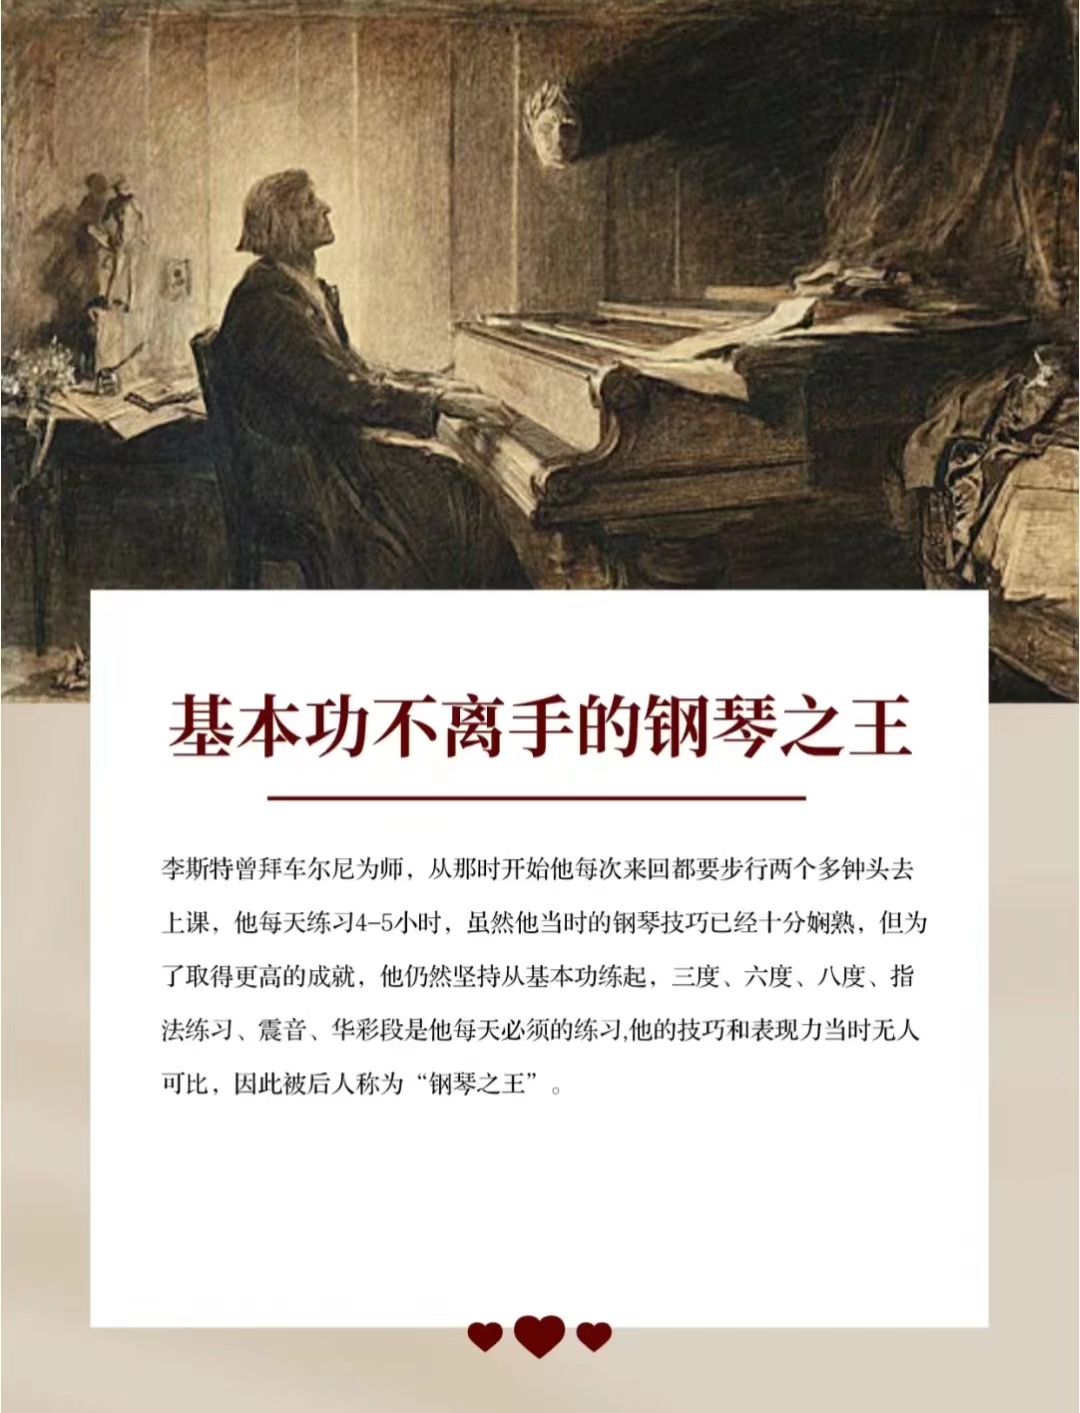 基本功不离手的钢琴之王
李斯特曾拜车尔尼为师，从那时开始他每次来回都要步行两个多钟头去
上课，他每天练习4-5小时，虽然他当时的钢琴技巧已经十分娴熟，但为
了取得更高的成就，他仍然坚持从基本功练起，三度、六度、八度、指
法练习、震音、华彩段是他每天必须的练习,他的技巧和表现力当时无人
可比，因此被后人称为“钢琴之王”。